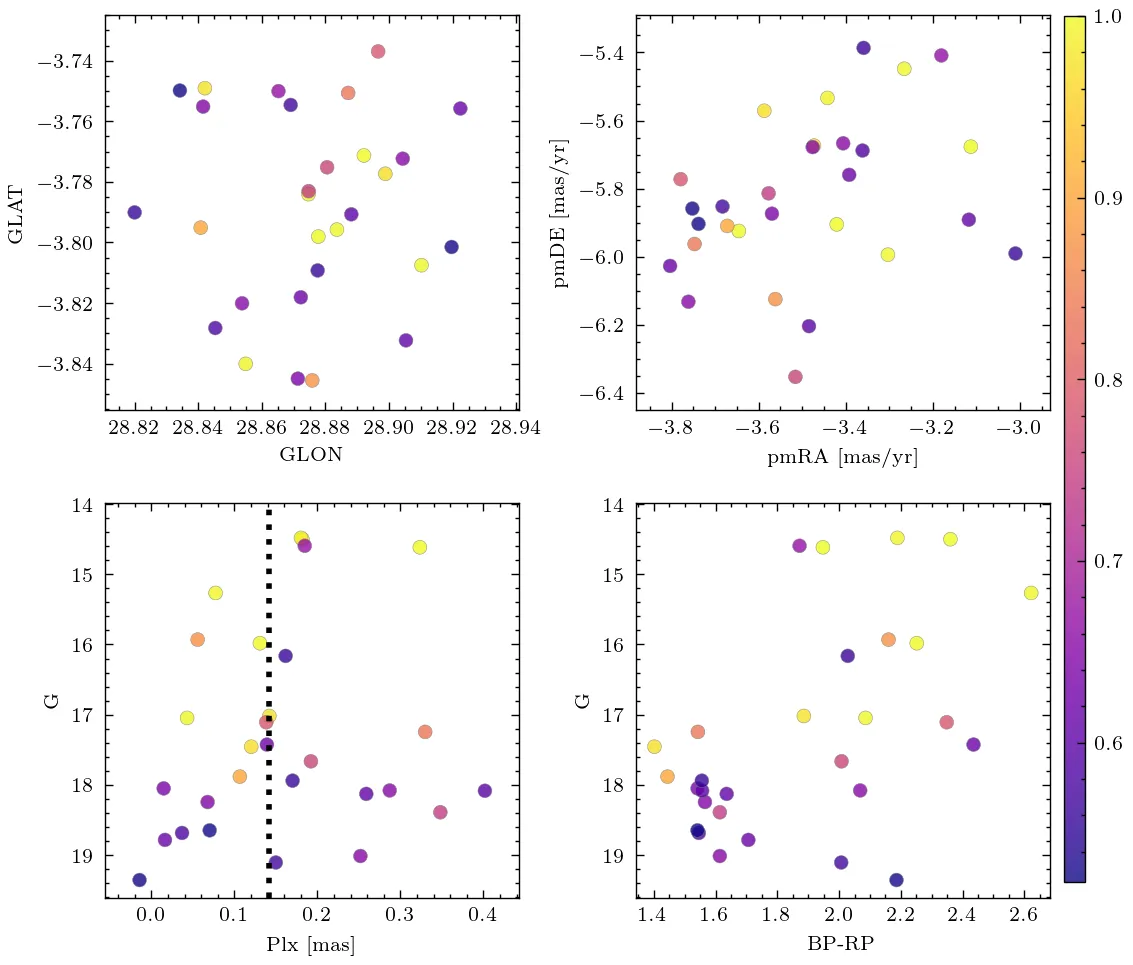 −3.74
−3.76
−3.78
−3.80
−3.82
−3.84
GLAT
28.82 28.84 28.86 28.88 28.90 28.92 28.94
GLON
−5.4
−5.6
−5.8
−6.0
−6.2
−6.4
pmDE [mas/yr]
−3.8 −3.6 −3.4 −3.2 −3.0
pmRA [mas/yr]
14
15
16
17
18
19
G
0.0 0.1 0.2 0.3 0.4
Plx [mas]
14
15
16
17
18
19
G
1.4 1.6 1.8 2.0 2.2 2.4 2.6
BP-RP
1.0
0.9
0.8
0.7
0.6